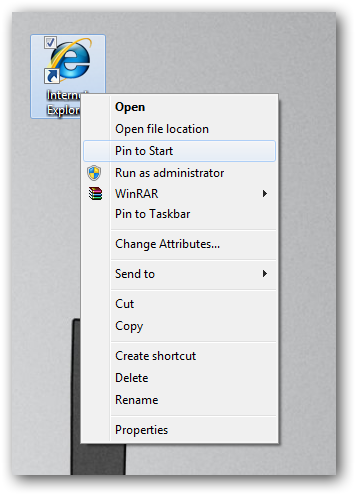 Internet
Open
Open file location
Pin to Start
Run as administrator
WinRAR
Pin to Taskbar
Change Attributes...
Send to
Cut
Copy
Create shortcut
Delete
Rename
Properties